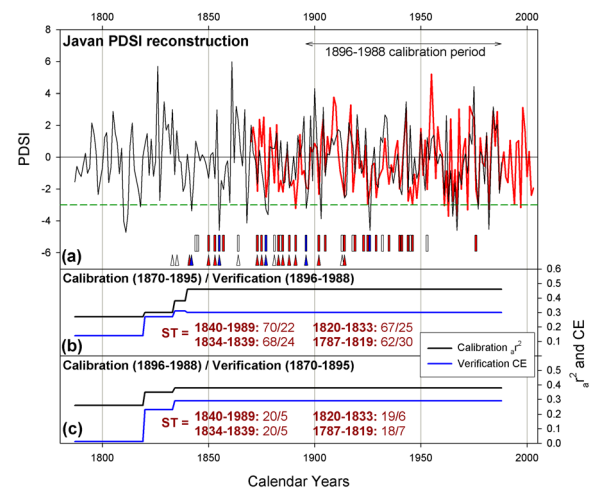 1800 1850 1900 1950 2000
Javan PDSI reconstruction
1896-1988 calibration period
8
6
4
2
0
-2
-4
-6
PDSI
(a)
Calibration (1870-1895) / Verification (1896-1988)
ST = 1840-1989: 70/22 1820-1833: 67/25
1834-1839: 68/24 1787-1819: 62/30
(b)
0.6
0.5
0.4
0.3
0.2
0.1
Calibration ar²
Verification CE
Calibration (1896-1988) / Verification (1870-1895)
ST = 1840-1989: 20/5 1820-1833: 19/6
1834-1839: 20/5 1787-1819: 18/7
(c)
0.5
0.4
0.3
0.2
0.1
0.0
ar² and CE
1800 1850 1900 1950 2000
Calendar Years